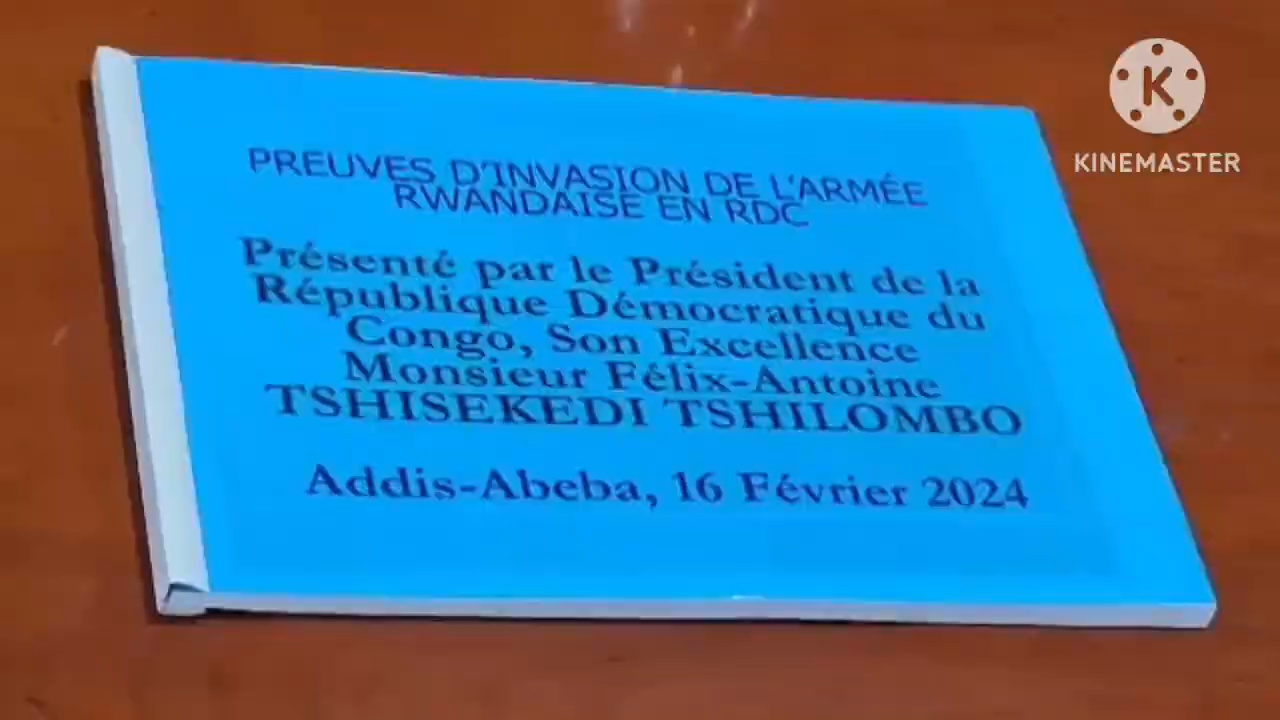 PREUVES D'INVASION DE L'ARMÉE
RWANDAISE EN RDC
Présenté par le Président de la
République Démocratique du
Congo, Son Excellence
Monsieur Félix-Antoine
TSHISEKEDI TSHILOMBO
Addis-Abeba, 16 Février 2024
K
KINEMASTER